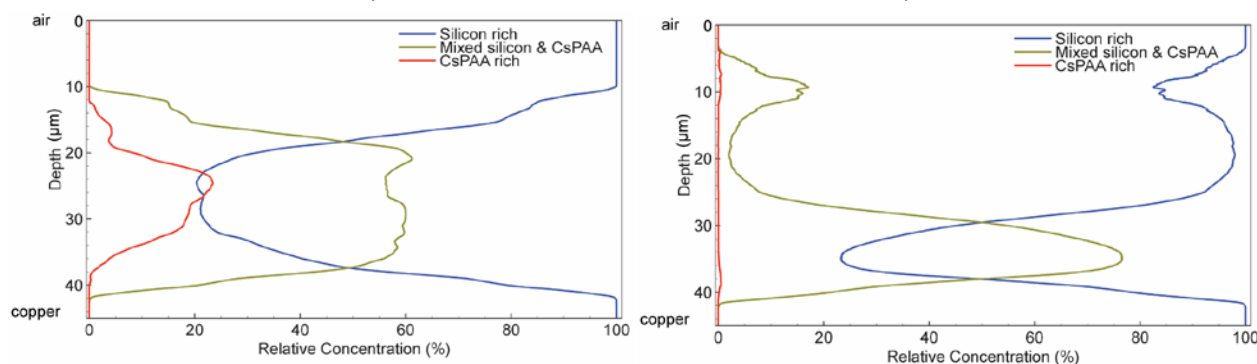 air
0
10
20
30
40
copper
Depth (µm)
Silicon rich
Mixed silicon & CsPAA
CsPAA rich
0 20 40 60 80 100
Relative Concentration (%)
air
0
10
20
30
40
copper
Depth (µm)
Silicon rich
Mixed silicon & CsPAA
CsPAA rich
0 20 40 60 80 100
Relative Concentration (%)